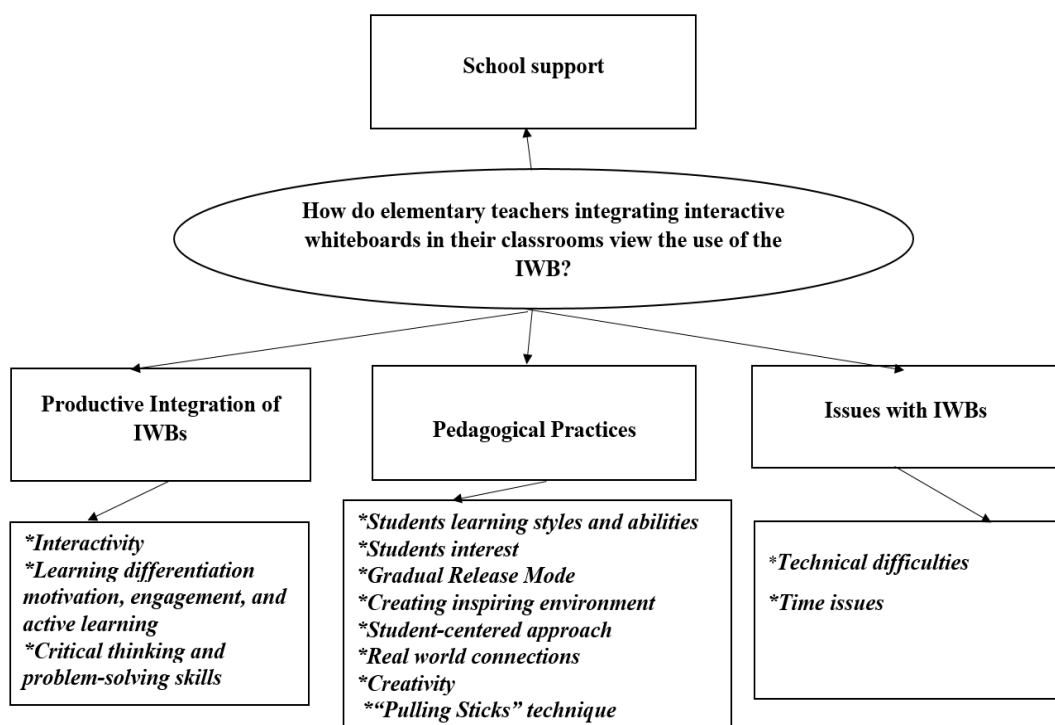 School support
How do elementary teachers integrating interactive
whiteboards in their classrooms view the use of the
IWB?
Productive Integration of
IWBs
Pedagogical Practices
Issues with IWBs
*Interactivity
*Learning differentiation
motivation, engagement, and
active learning
*Critical thinking and
problem-solving skills
*Students learning styles and abilities
*Students interest
*Gradual Release Mode
*Creating inspiring environment
*Student-centered approach
*Real world connections
*Creativity
*“Pulling Sticks” technique
*Technical difficulties
*Time issues